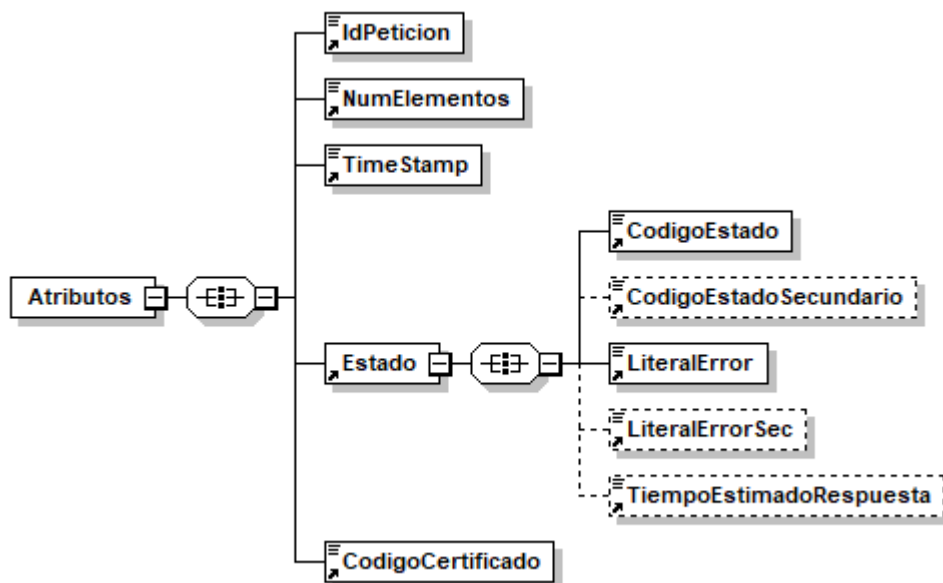 IdPeticion
NumElementos
TimeStamp
CodigoEstado
CodigoEstadoSecundario
Atributos
Estado
LiteralError
LiteralErrorSec
TiempoEstimadoRespuesta
CodigoCertificado